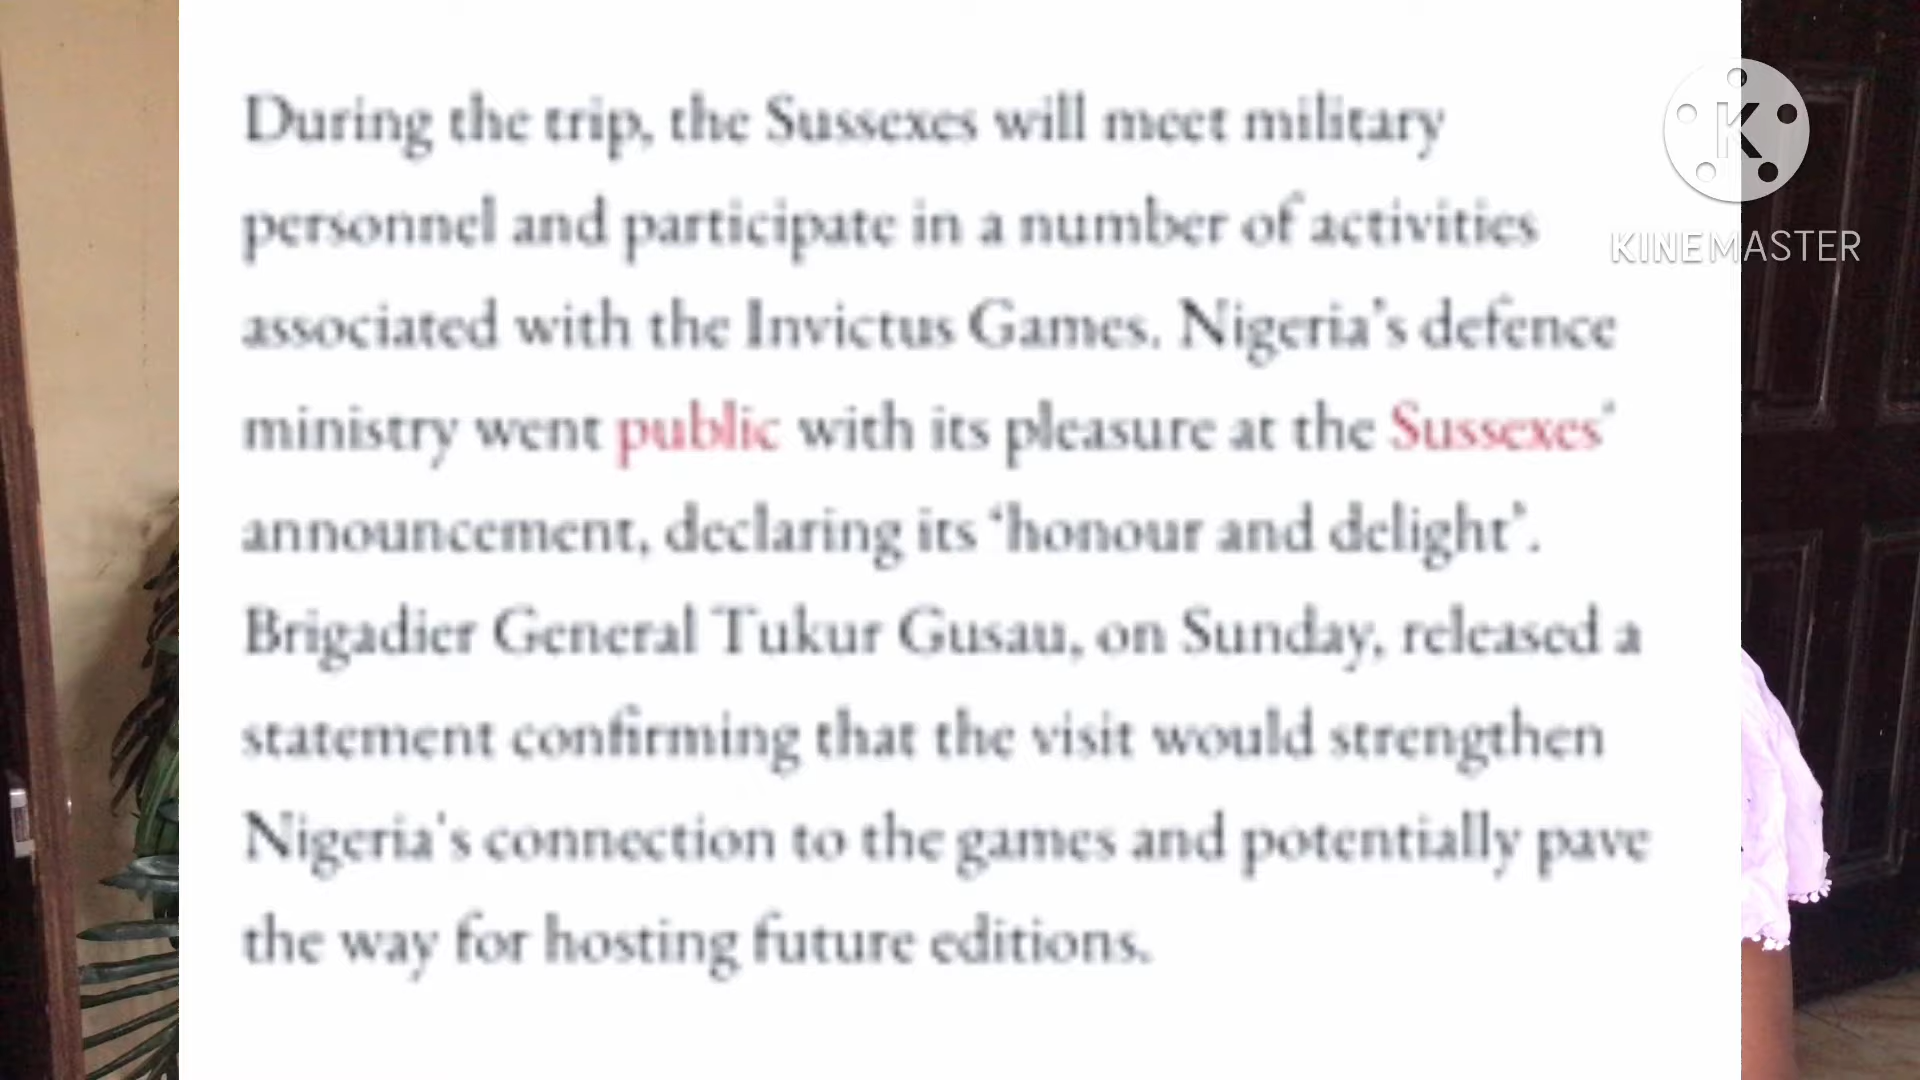 During the trip, the Sussexes will meet military
personnel and participate in a number of activities
associated with the Invictus Games. Nigeria’s defence
ministry went public with its pleasure at the Sussexes’
announcement, declaring its ‘honour and delight’.
Brigadier General Tukur Gusau, on Sunday, released a
statement confirming that the visit would strengthen
Nigeria's connection to the games and potentially pave
the way for hosting future editions.
K
KINEMASTER